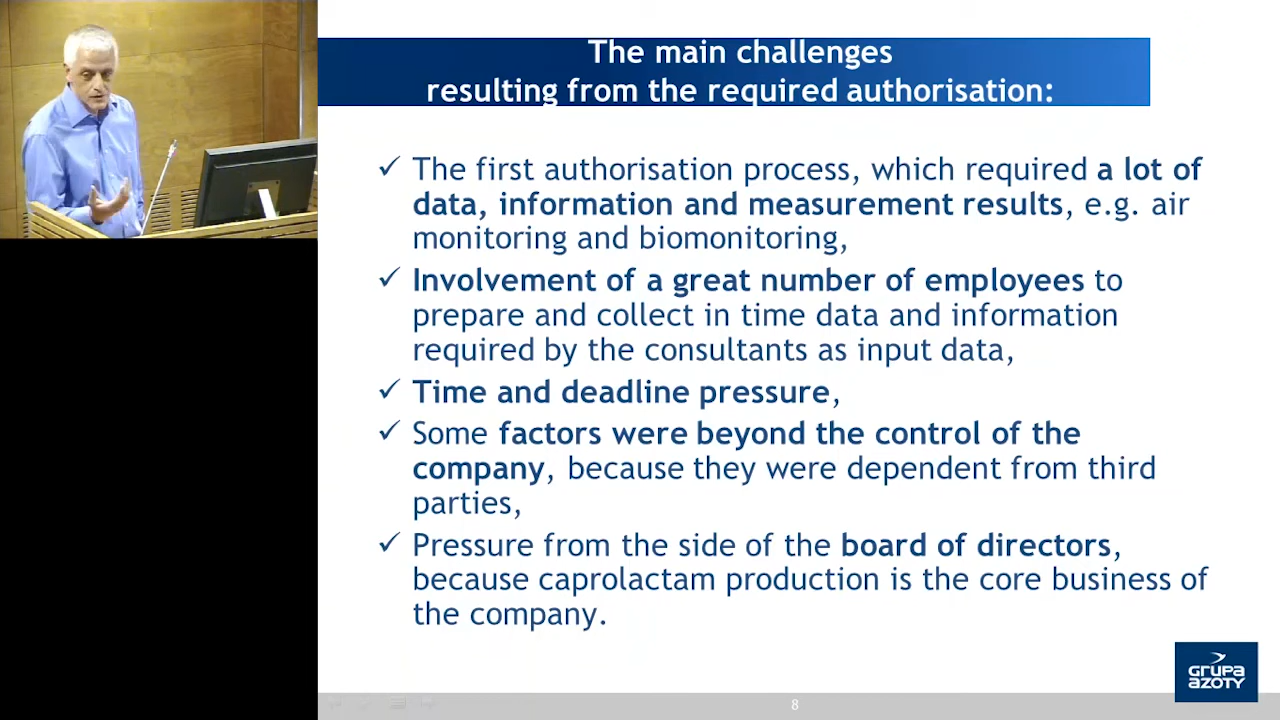 The main challenges
resulting from the required authorisation:
✓ The first authorisation process, which required a lot of
data, information and measurement results, e.g. air
monitoring and biomonitoring,
✓ Involvement of a great number of employees to
prepare and collect in time data and information
required by the consultants as input data,
✓ Time and deadline pressure,
✓ Some factors were beyond the control of the
company, because they were dependent from third
parties,
✓ Pressure from the side of the board of directors,
because caprolactam production is the core business of
the company.
GRUPA
AZOTY
8